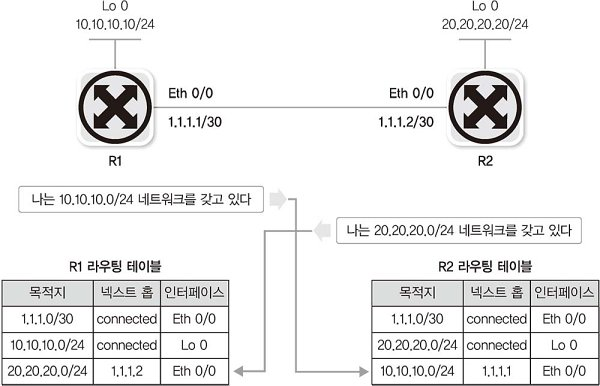 Lo 0
10.10.10.10/24
Lo 0
20.20.20.20/24
Eth 0/0
Eth 0/0
1.1.1.1/30
1.1.1.2/30
R1
R2
나는 10.10.10.0/24 네트워크를 갖고 있다
나는 20.20.20.0/24 네트워크를 갖고 있다
R1 라우팅 테이블
목적지 넥스트 홉 인터페이스
1.1.1.0/30 connected Eth 0/0
10.10.10.0/24 connected Lo 0
20.20.20.0/24 1.1.1.2 Eth 0/0
R2 라우팅 테이블
목적지 넥스트 홉 인터페이스
1.1.1.0/30 connected Eth 0/0
20.20.20.0/24 connected Lo 0
10.10.10.0/24 1.1.1.1 Eth 0/0